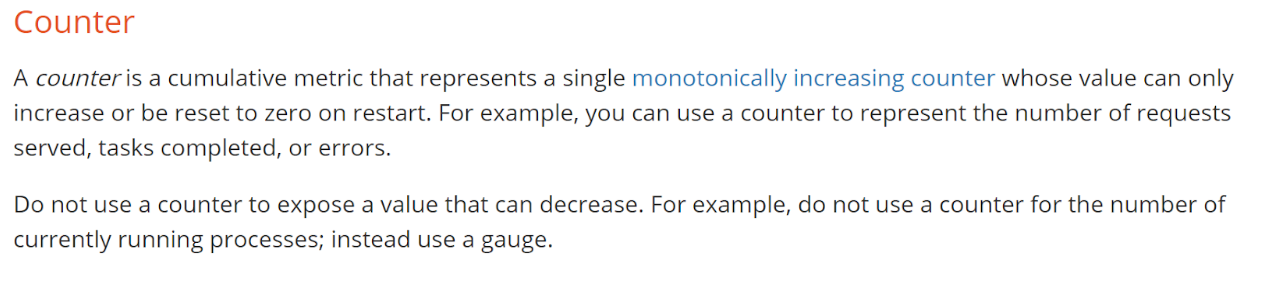 Counter
A counter is a cumulative metric that represents a single monotonically increasing counter whose value can only
increase or be reset to zero on restart. For example, you can use a counter to represent the number of requests
served, tasks completed, or errors.
Do not use a counter to expose a value that can decrease. For example, do not use a counter for the number of
currently running processes; instead use a gauge.